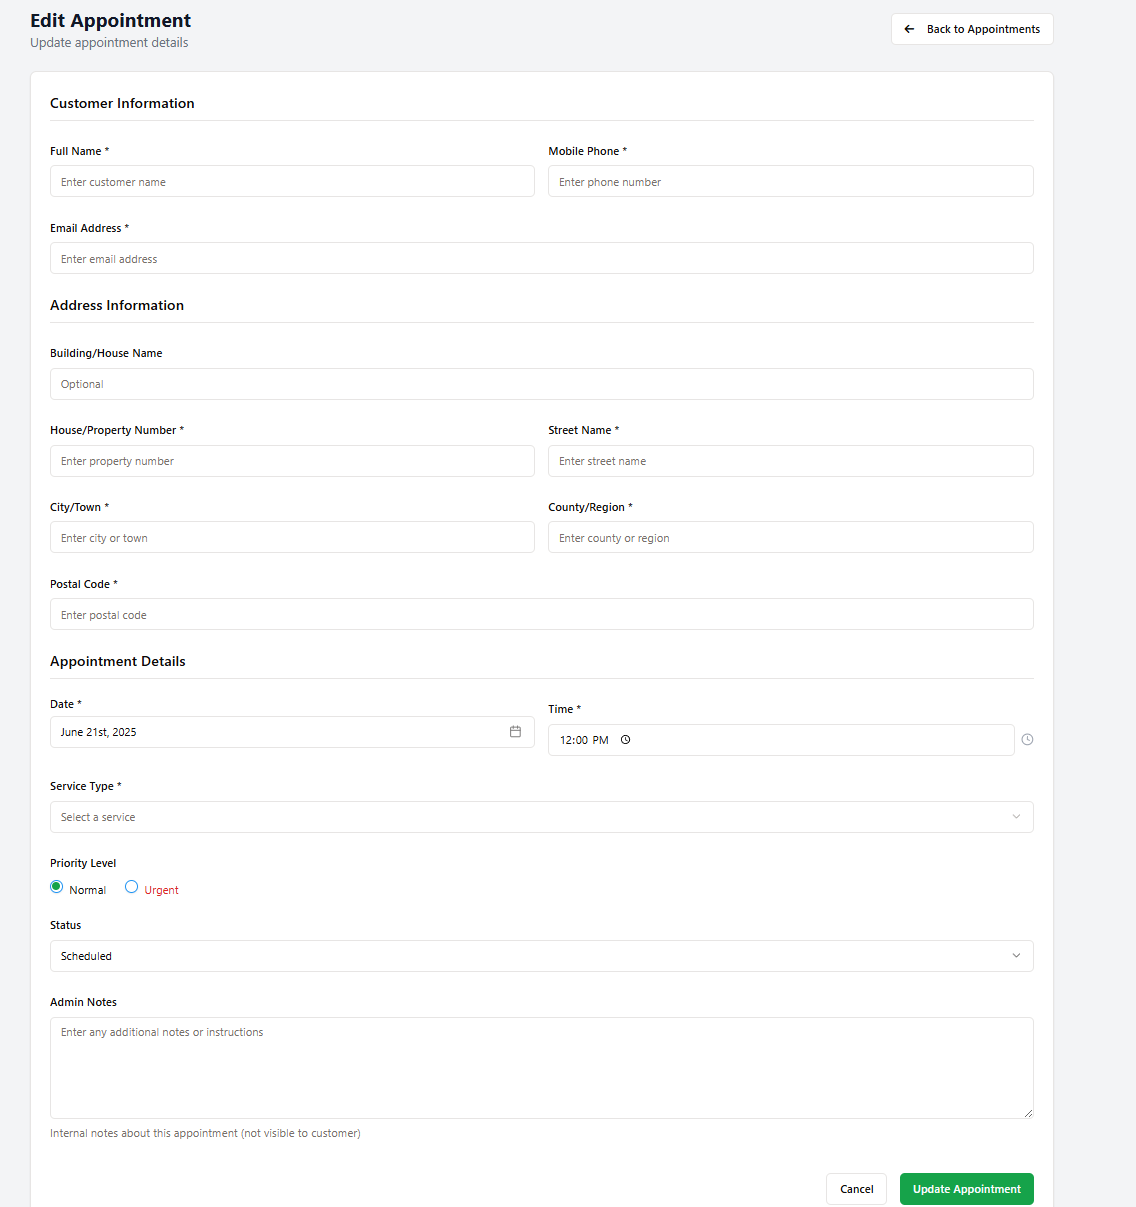 Edit Appointment
Update appointment details
← Back to Appointments
Customer Information
Full Name *
Mobile Phone *
Enter customer name
Enter phone number
Email Address *
Enter email address
Address Information
Building/House Name
Optional
House/Property Number *
Street Name *
Enter property number
Enter street name
City/Town *
County/Region *
Enter city or town
Enter county or region
Postal Code *
Enter postal code
Appointment Details
Date *
Time *
June 21st, 2025
12:00 PM
Service Type *
Select a service
Priority Level
Normal
Urgent
Status
Scheduled
Admin Notes
Enter any additional notes or instructions
Internal notes about this appointment (not visible to customer)
Cancel
Update Appointment